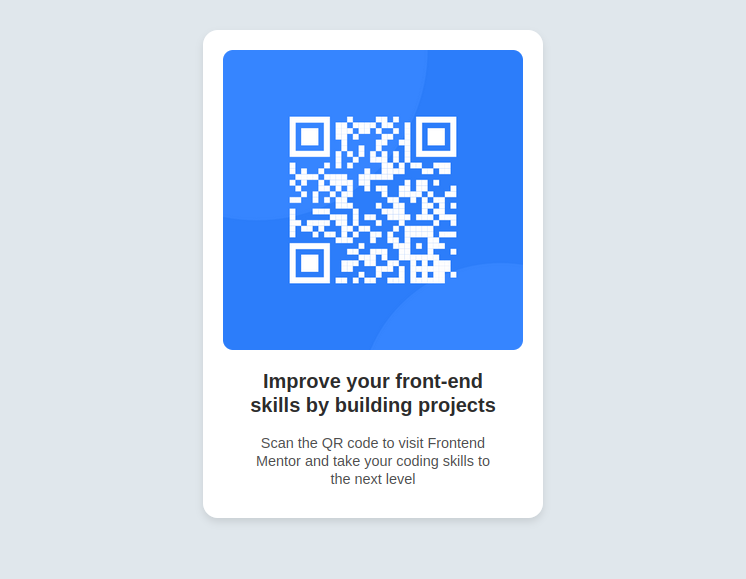 Improve your front-end
skills by building projects
Scan the QR code to visit Frontend
Mentor and take your coding skills to
the next level